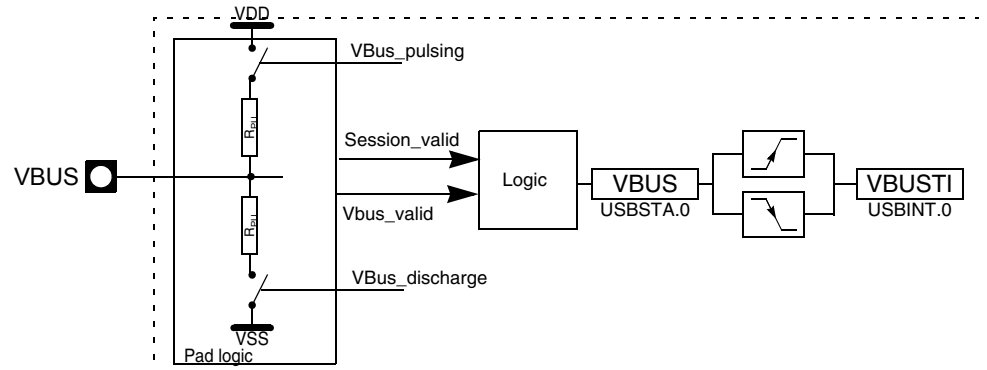 VDD
VBus_pulsing
RPU
Session_valid
VBUS
Logic
VBUS
VBUSTI
USBSTA.0
USBINT.0
Vbus_valid
RPU
VBus_discharge
VSS
Pad logic